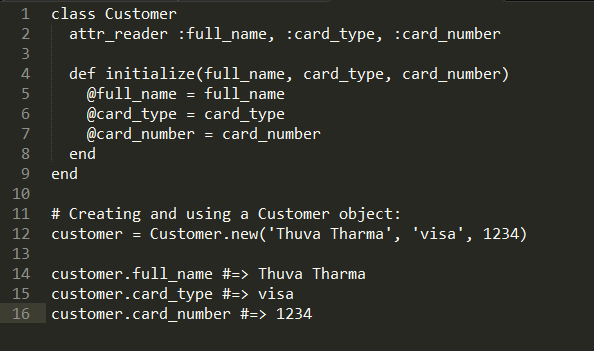 1 class Customer
2   attr_reader :full_name, :card_type, :card_number
3
4   def initialize(full_name, card_type, card_number)
5     @full_name = full_name
6     @card_type = card_type
7     @card_number = card_number
8   end
9 end
10
11 # Creating and using a Customer object:
12 customer = Customer.new('Thuva Tharma', 'visa', 1234)
13
14 customer.full_name #=> Thuva Tharma
15 customer.card_type #=> visa
16 customer.card_number #=> 1234